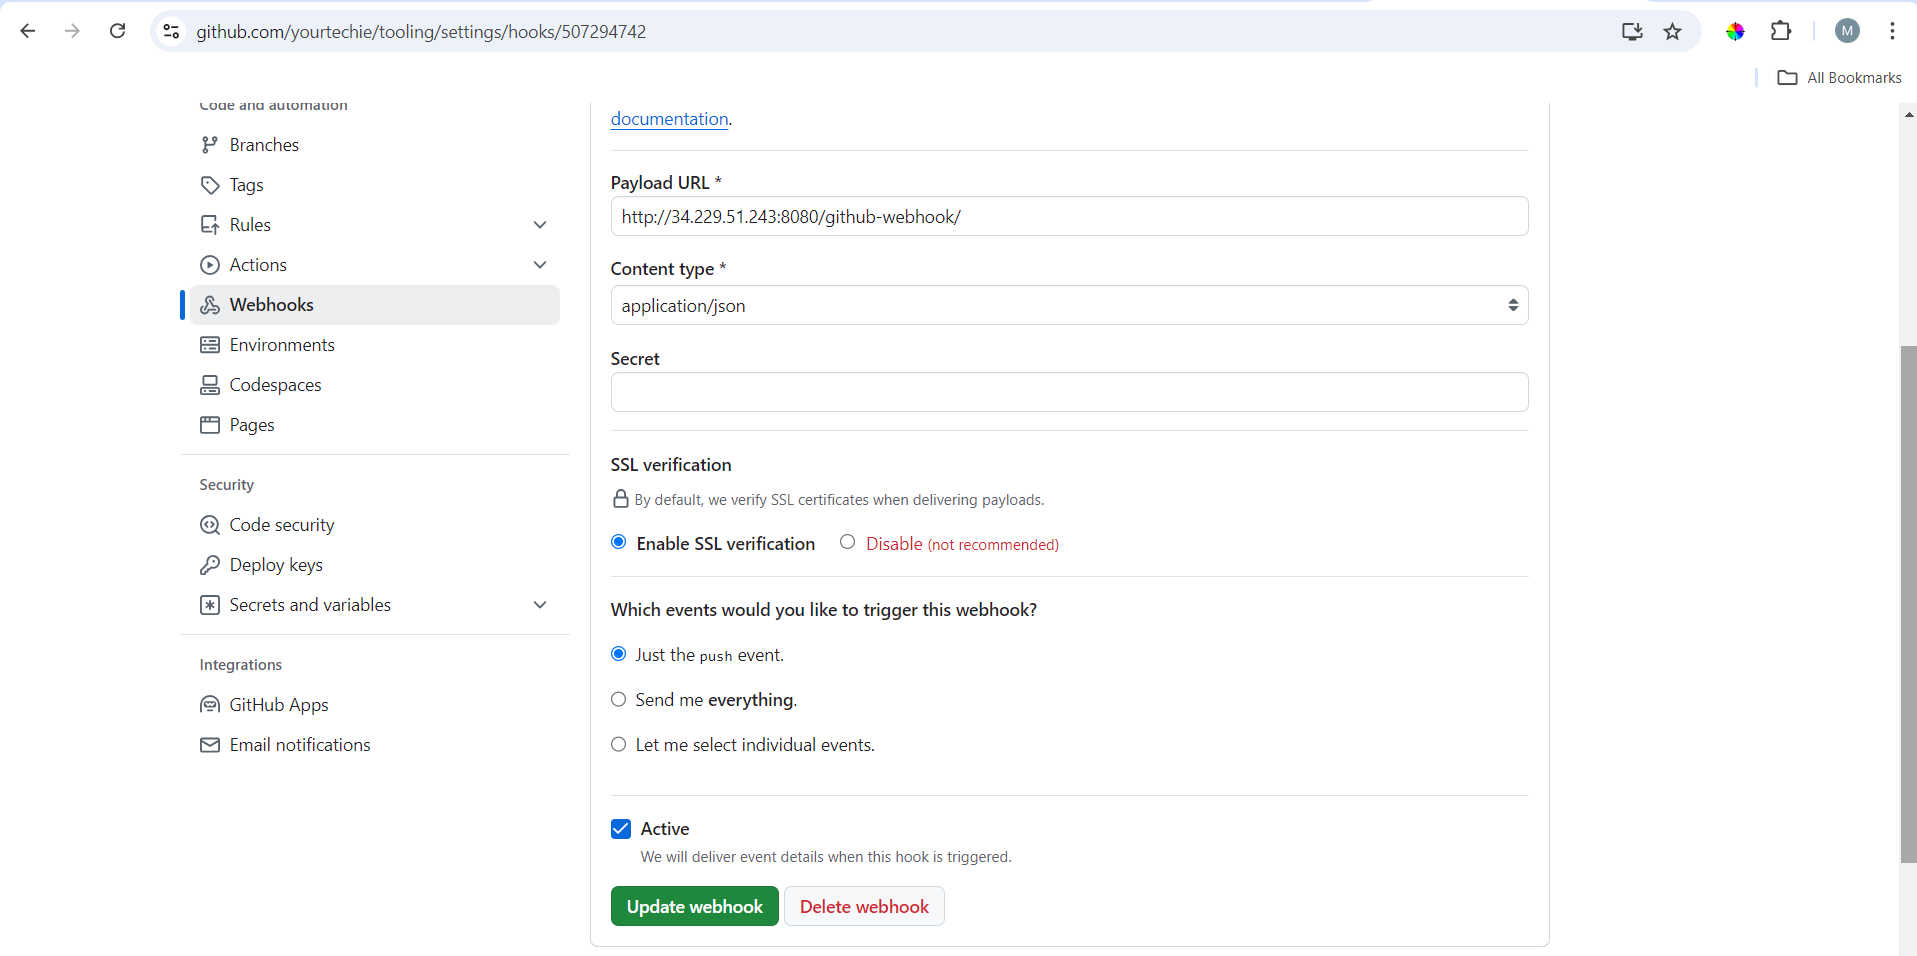 github.com/yourtechie/tooling/settings/hooks/507294742
M
All Bookmarks
Code and automation
Branches
Tags
Rules
Actions
Webhooks
Environments
Codespaces
Pages
Security
Code security
Deploy keys
Secrets and variables
Integrations
GitHub Apps
Email notifications
documentation.
Payload URL *
http://34.229.51.243:8080/github-webhook/
Content type *
application/json
Secret
SSL verification
By default, we verify SSL certificates when delivering payloads.
Enable SSL verification Disable (not recommended)
Which events would you like to trigger this webhook?
Just the push event.
Send me everything.
Let me select individual events.
Active
We will deliver event details when this hook is triggered.
Update webhook Delete webhook